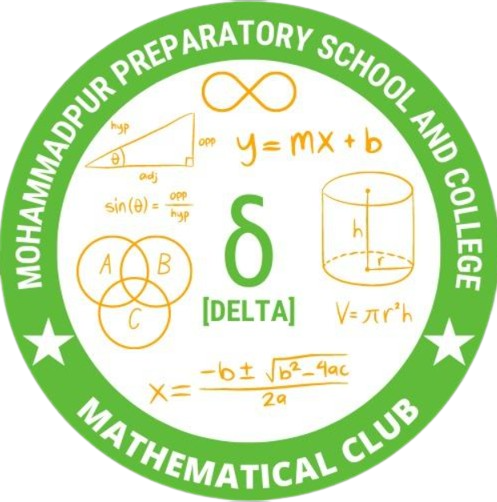 MOHAMMADPUR PREPARATORY SCHOOL AND COLLEGE
∞
hyp
opp
θ
adj
y = mx + b
sin(θ) = opp/hyp
h
r
A B
C
δ
[DELTA]
V = πr²h
x = -b ± √b² - 4ac / 2a
MATHEMATICAL CLUB